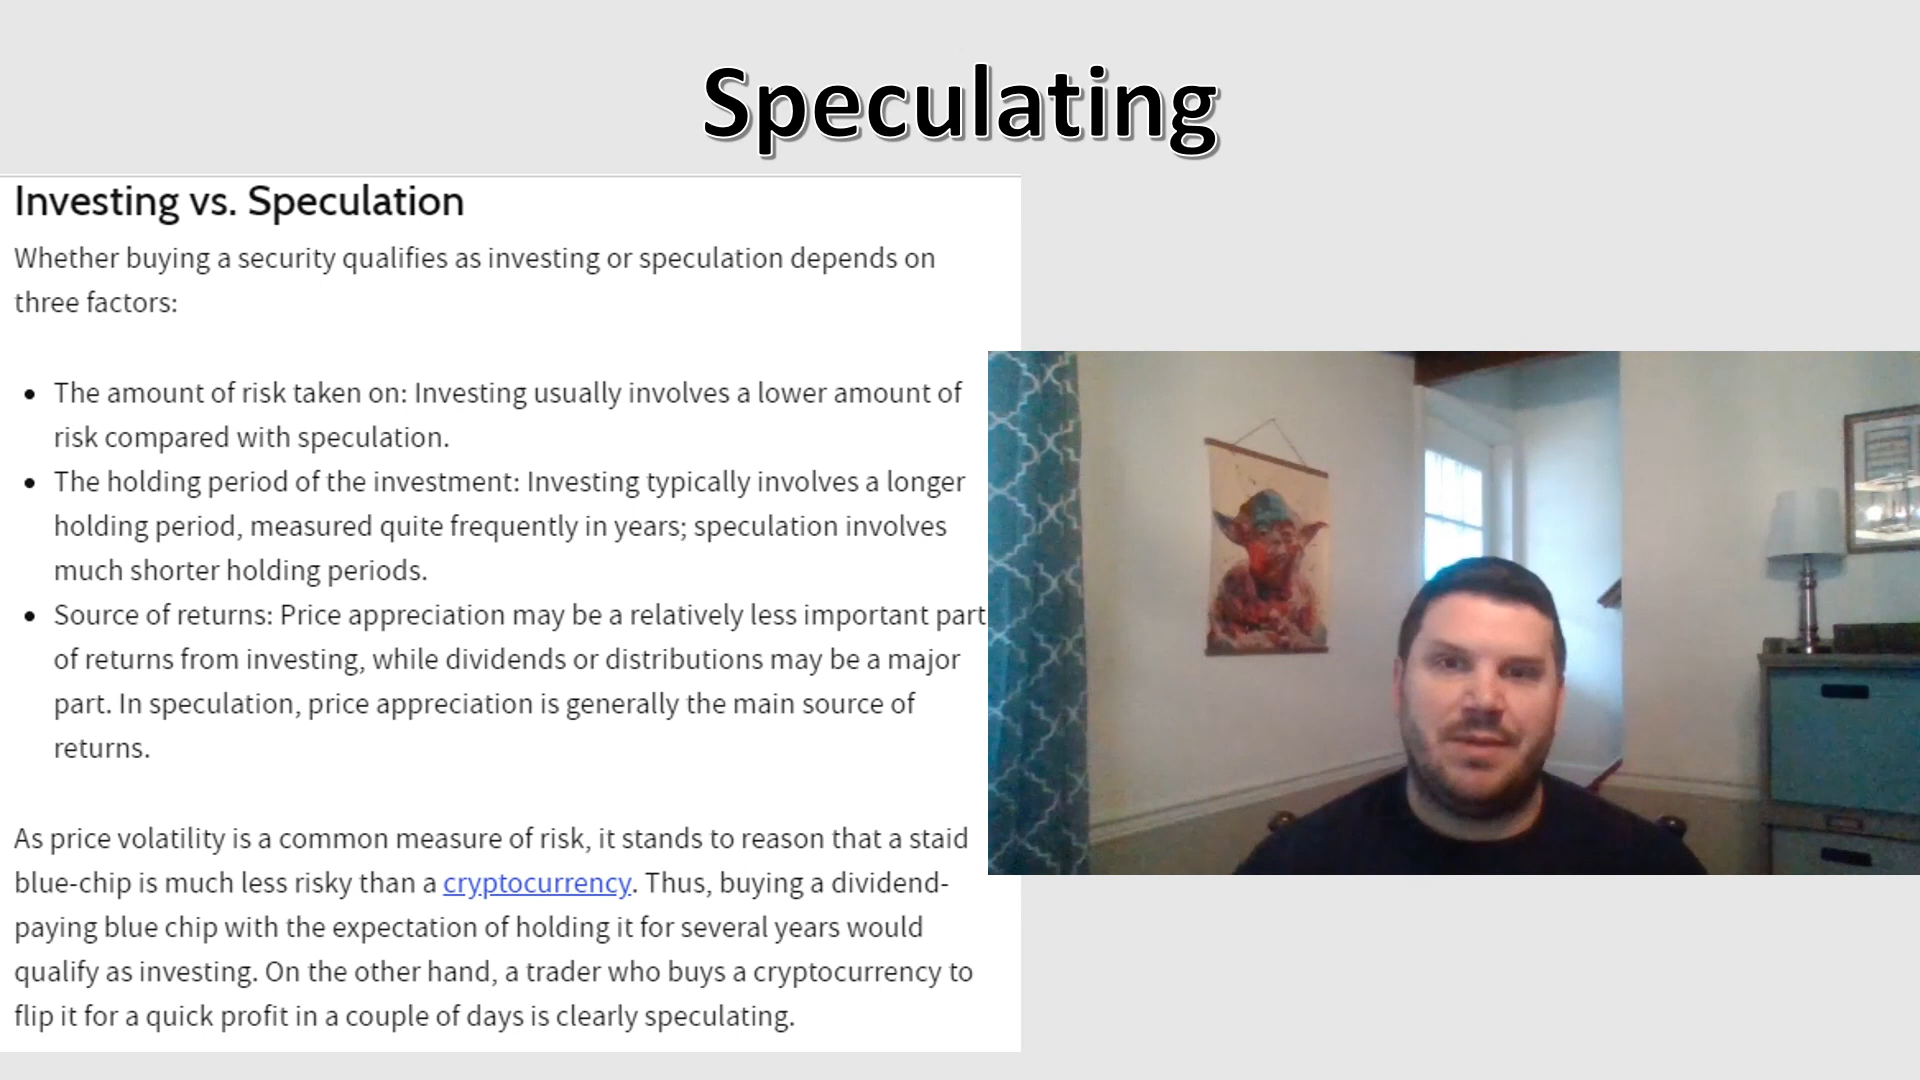 Speculating
Investing vs. Speculation
Whether buying a security qualifies as investing or speculation depends on
three factors:
• The amount of risk taken on: Investing usually involves a lower amount of
risk compared with speculation.
• The holding period of the investment: Investing typically involves a longer
holding period, measured quite frequently in years; speculation involves
much shorter holding periods.
• Source of returns: Price appreciation may be a relatively less important part
of returns from investing, while dividends or distributions may be a major
part. In speculation, price appreciation is generally the main source of
returns.
As price volatility is a common measure of risk, it stands to reason that a staid
blue-chip is much less risky than a cryptocurrency. Thus, buying a dividend-
paying blue chip with the expectation of holding it for several years would
qualify as investing. On the other hand, a trader who buys a cryptocurrency to
flip it for a quick profit in a couple of days is clearly speculating.